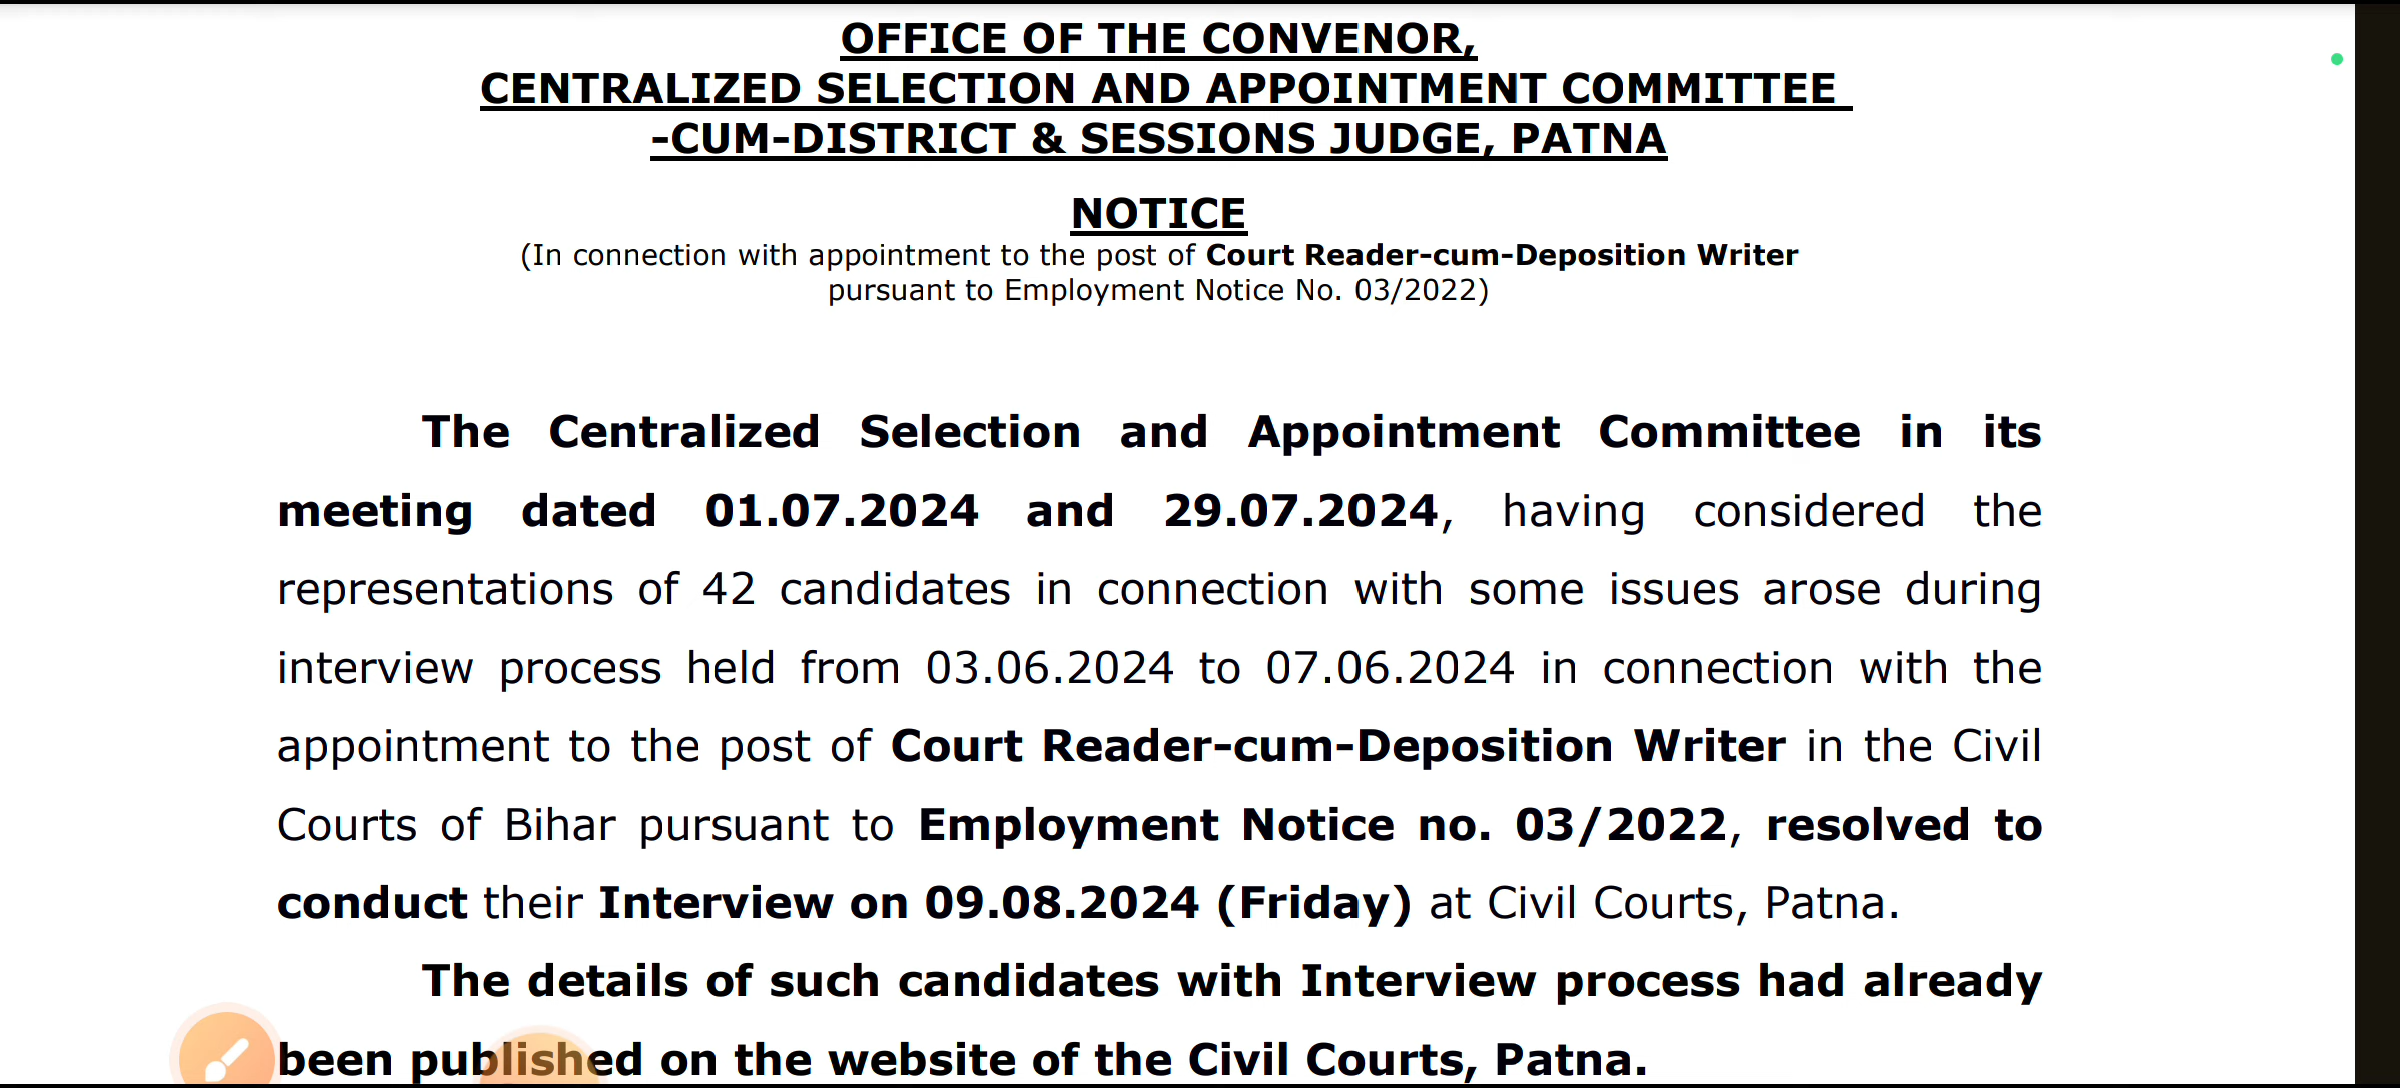 OFFICE OF THE CONVENOR,
CENTRALIZED SELECTION AND APPOINTMENT COMMITTEE
-CUM-DISTRICT & SESSIONS JUDGE, PATNA
NOTICE
(In connection with appointment to the post of Court Reader-cum-Deposition Writer
pursuant to Employment Notice No. 03/2022)
The Centralized Selection and Appointment Committee in its
meeting dated 01.07.2024 and 29.07.2024, having considered the
representations of 42 candidates in connection with some issues arose during
interview process held from 03.06.2024 to 07.06.2024 in connection with the
appointment to the post of Court Reader-cum-Deposition Writer in the Civil
Courts of Bihar pursuant to Employment Notice no. 03/2022, resolved to
conduct their Interview on 09.08.2024 (Friday) at Civil Courts, Patna.
The details of such candidates with Interview process had already
been published on the website of the Civil Courts, Patna.